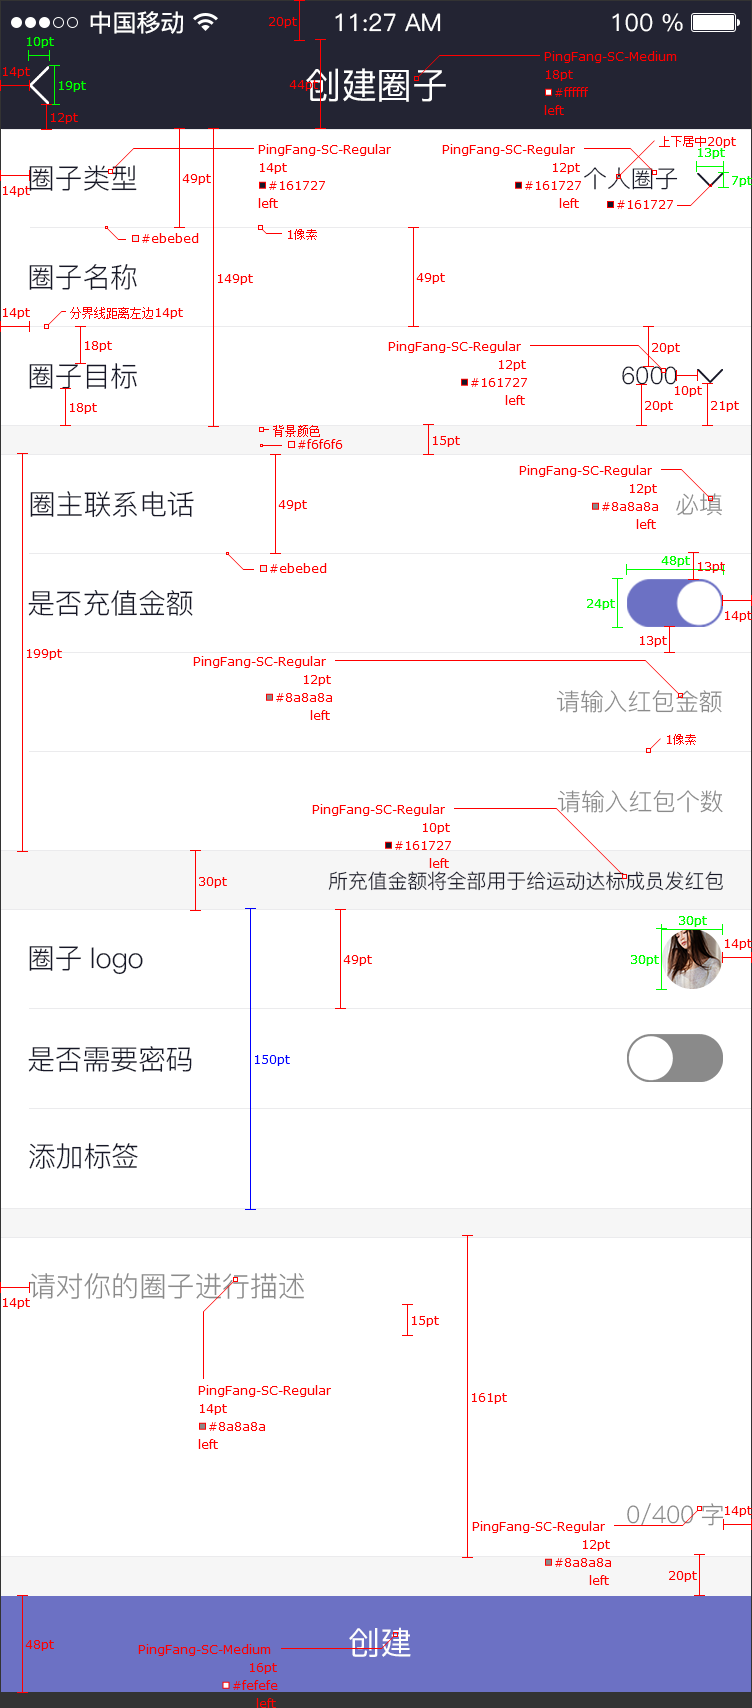 中国移动 20pt 11:27 AM 100 %
10pt
14pt 19pt 44pt 创建圈子 PingFang-SC-Medium
18pt
#ffffff
left
12pt
PingFang-SC-Regular
14pt
#161727
left
PingFang-SC-Regular
12pt
#161727
left
上下居中20pt
13pt
圈子类型 49pt 个人圈子 7pt
14pt
#161727
#ebebed 1像素
圈子名称 149pt 49pt
14pt 分界线距离左边14pt
18pt
PingFang-SC-Regular 20pt
12pt
#161727
left
圈子目标 6000
10pt
18pt 20pt 21pt
背景颜色
#f6f6f6
15pt
PingFang-SC-Regular
12pt
#8a8a8a
left
圈主联系电话 49pt 必填
#ebebed
48pt 13pt
是否充值金额 24pt
14pt
13pt
199pt
PingFang-SC-Regular
12pt
#8a8a8a
left
请输入红包金额
1像素
请输入红包个数
PingFang-SC-Regular
10pt
#161727
left
30pt 所充值金额将全部用于给运动达标成员发红包
30pt
14pt
圈子 logo 49pt 30pt
是否需要密码 150pt
添加标签
请对你的圈子进行描述
14pt
15pt
PingFang-SC-Regular
14pt
#8a8a8a
left
161pt
0/400 字 14pt
PingFang-SC-Regular
12pt
#8a8a8a
left
20pt
48pt 创建
PingFang-SC-Medium
16pt
#fefefe
left